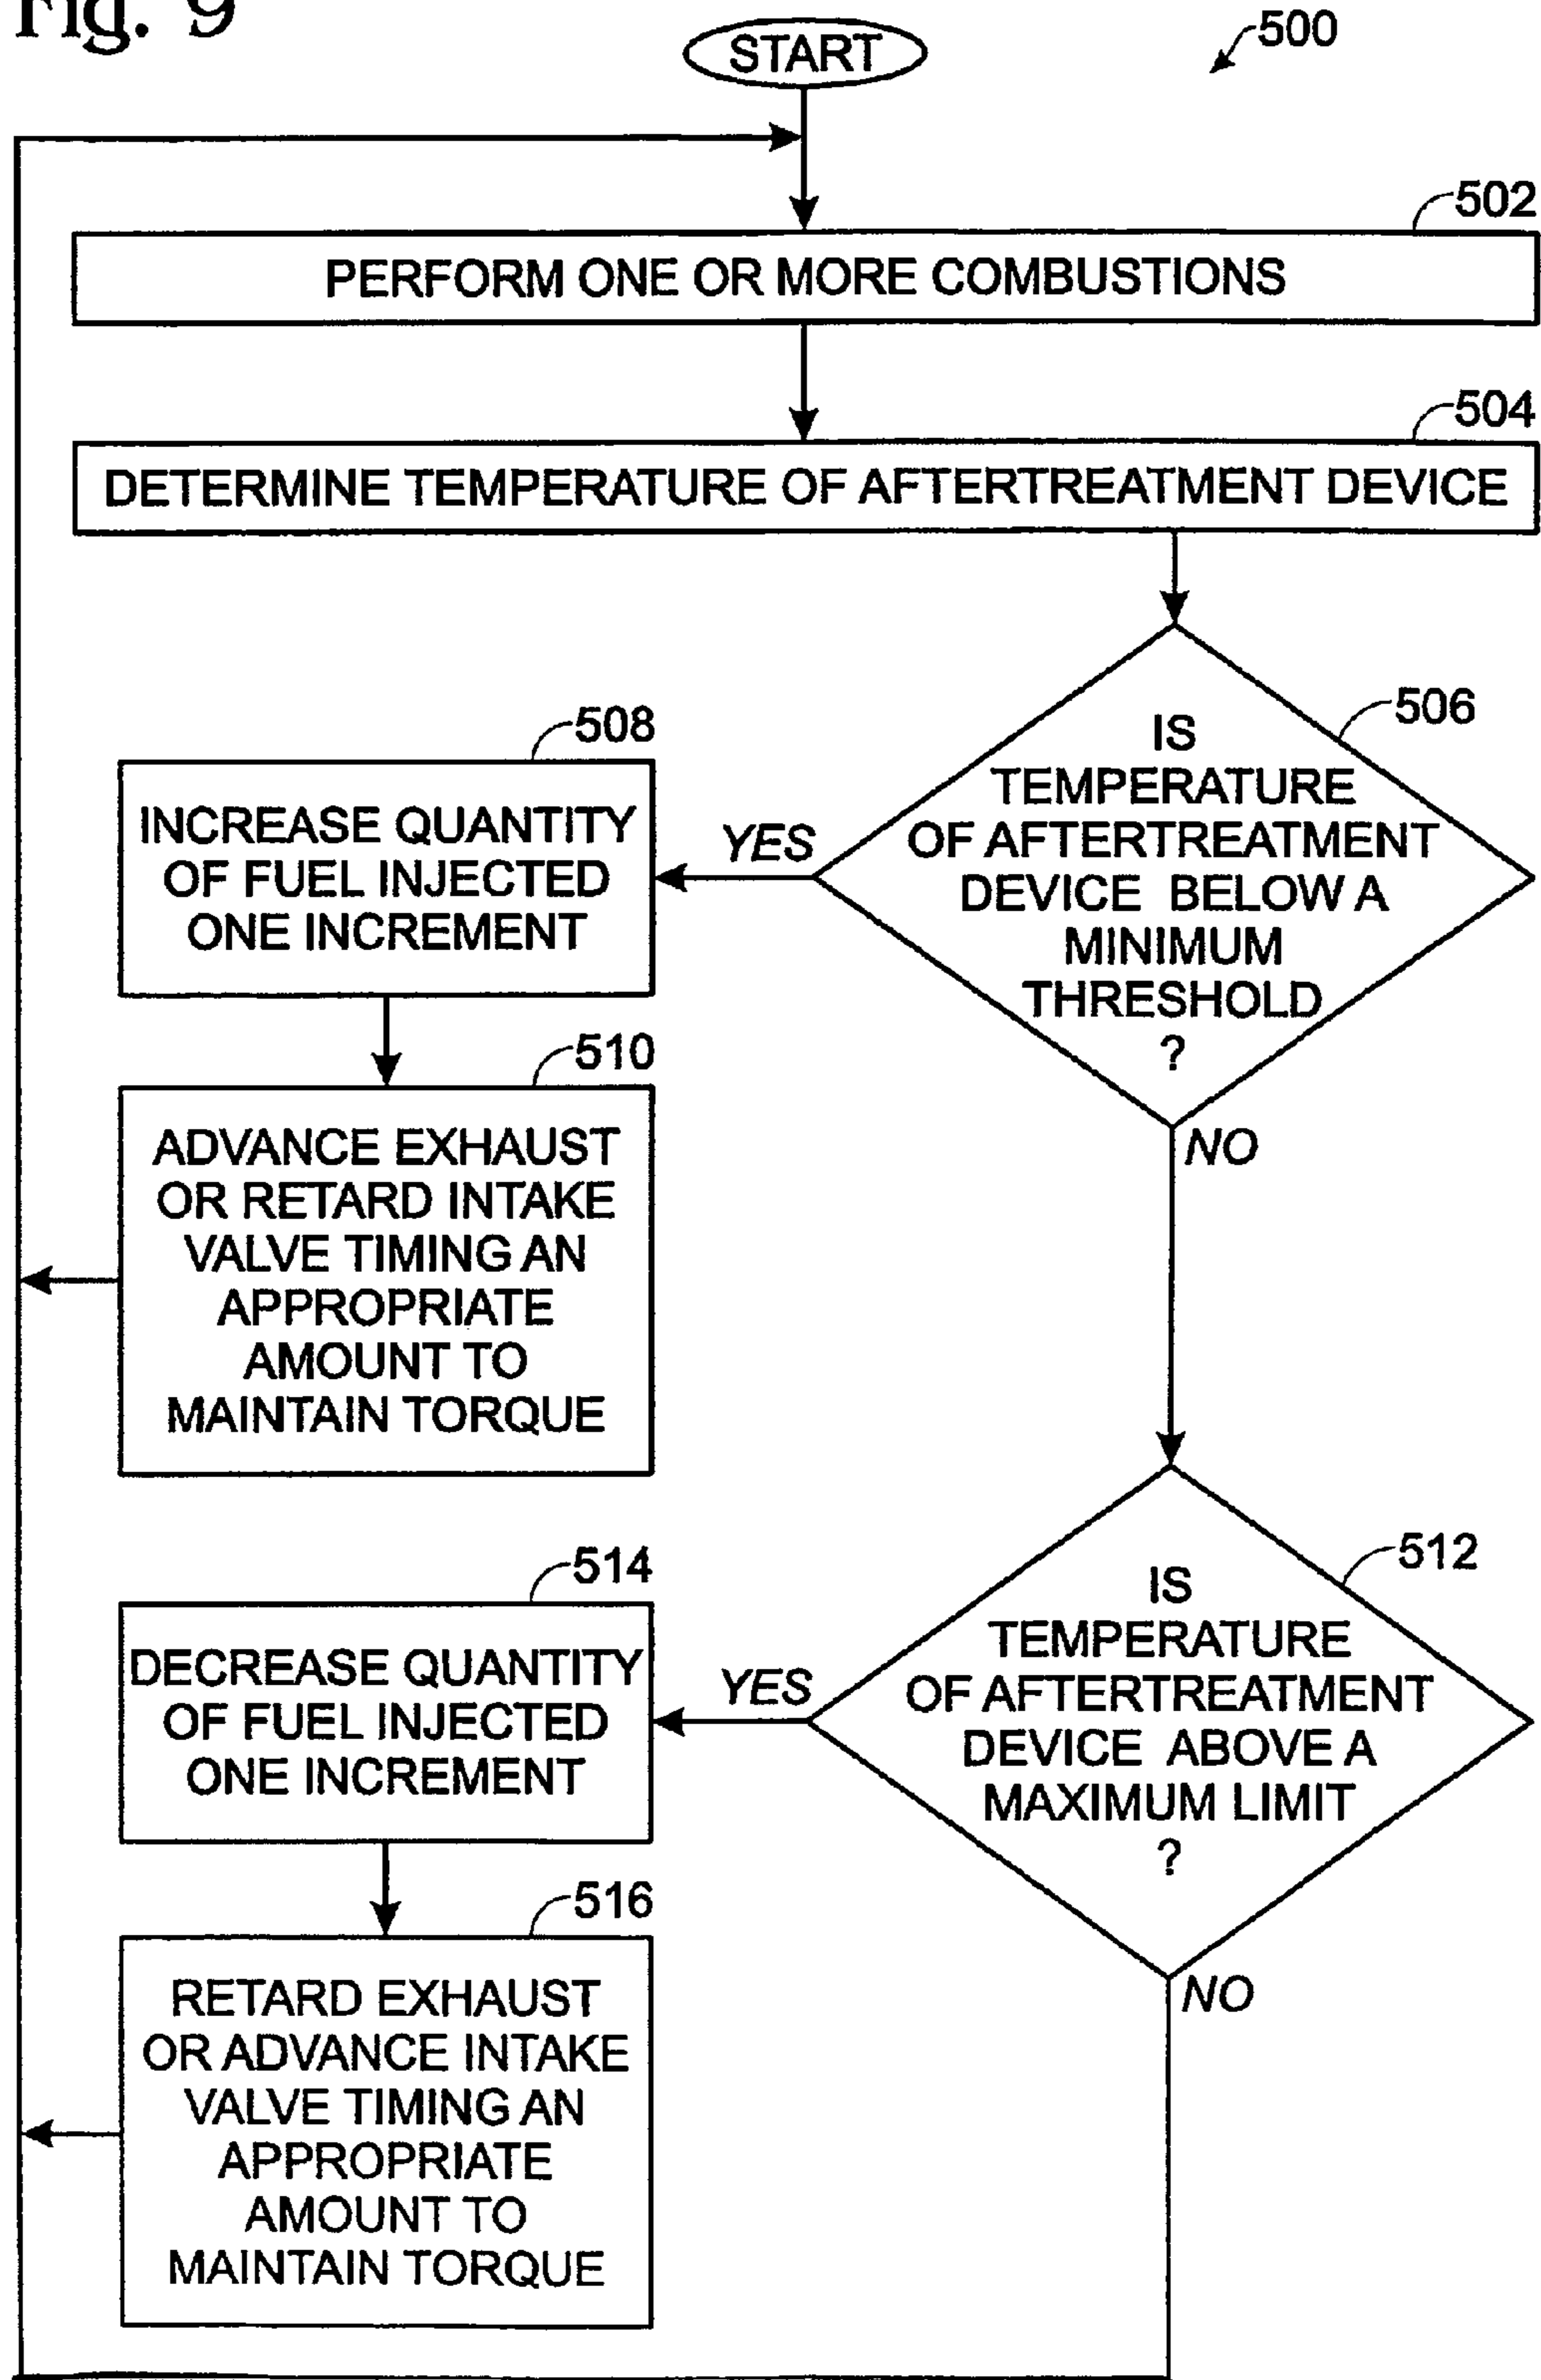 Fig. 9
START
500
502
PERFORM ONE OR MORE COMBUSTIONS
504
DETERMINE TEMPERATURE OF AFTERTREATMENT DEVICE
506
IS
TEMPERATURE
OF AFTERTREATMENT
DEVICE BELOW A
MINIMUM
THRESHOLD
?
YES
NO
508
INCREASE QUANTITY
OF FUEL INJECTED
ONE INCREMENT
510
ADVANCE EXHAUST
OR RETARD INTAKE
VALVE TIMING AN
APPROPRIATE
AMOUNT TO
MAINTAIN TORQUE
512
IS
TEMPERATURE
OF AFTERTREATMENT
DEVICE ABOVE A
MAXIMUM LIMIT
?
YES
NO
514
DECREASE QUANTITY
OF FUEL INJECTED
ONE INCREMENT
516
RETARD EXHAUST
OR ADVANCE INTAKE
VALVE TIMING AN
APPROPRIATE
AMOUNT TO
MAINTAIN TORQUE